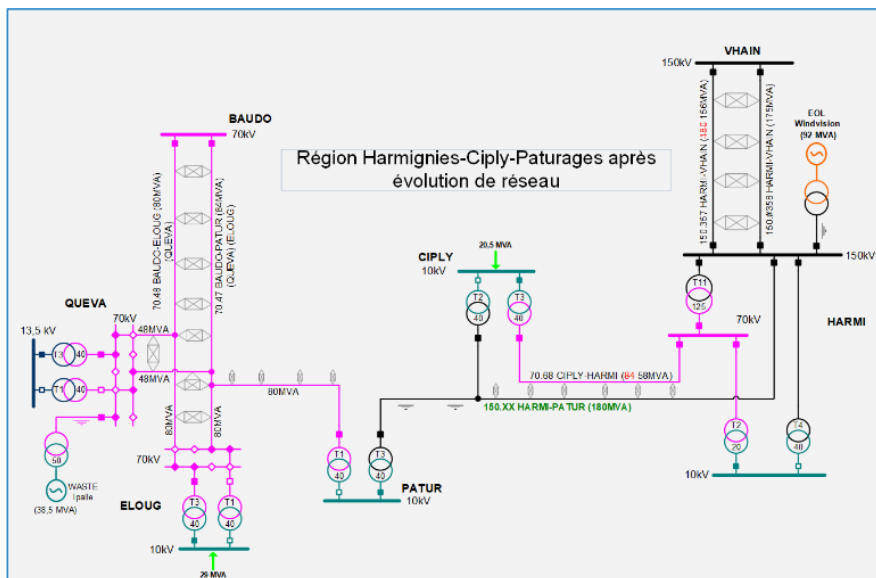 VHAIN
150kV
EOL
Windvision
(92 MVA)
BAUDO
70kV
Région Harmignies-Ciply-Paturages après
évolution de réseau
150.357 HARMI-VHAIN (180 156MVA)
150.#358 HARMI-VHAIN (175MVA)
70.48 BAUDO-ELOUG (80MVA)
(QUEVA)
70.47 BAUDO-PATUR (84MVA)
(QUEVA) (ELOUG)
20,5 MVA
CIPLY
10kV
150kV
QUEVA
70kV
13,5 kV
48MVA
T2
40
T3
40
T11
125
70kV
HARMI
T3
40
T1
40
48MVA
80MVA
70.68 CIPLY-HARMI (84 58MVA)
150.XX HARMI-PATUR (180MVA)
80MVA
80MVA
T2
20
T4
40
70kV
T1
40
T3
40
10kV
50
WASTE
Ipalle
(38,5 MVA)
ELOUG
T3
40
T1
40
PATUR
10kV
10kV
29 MVA